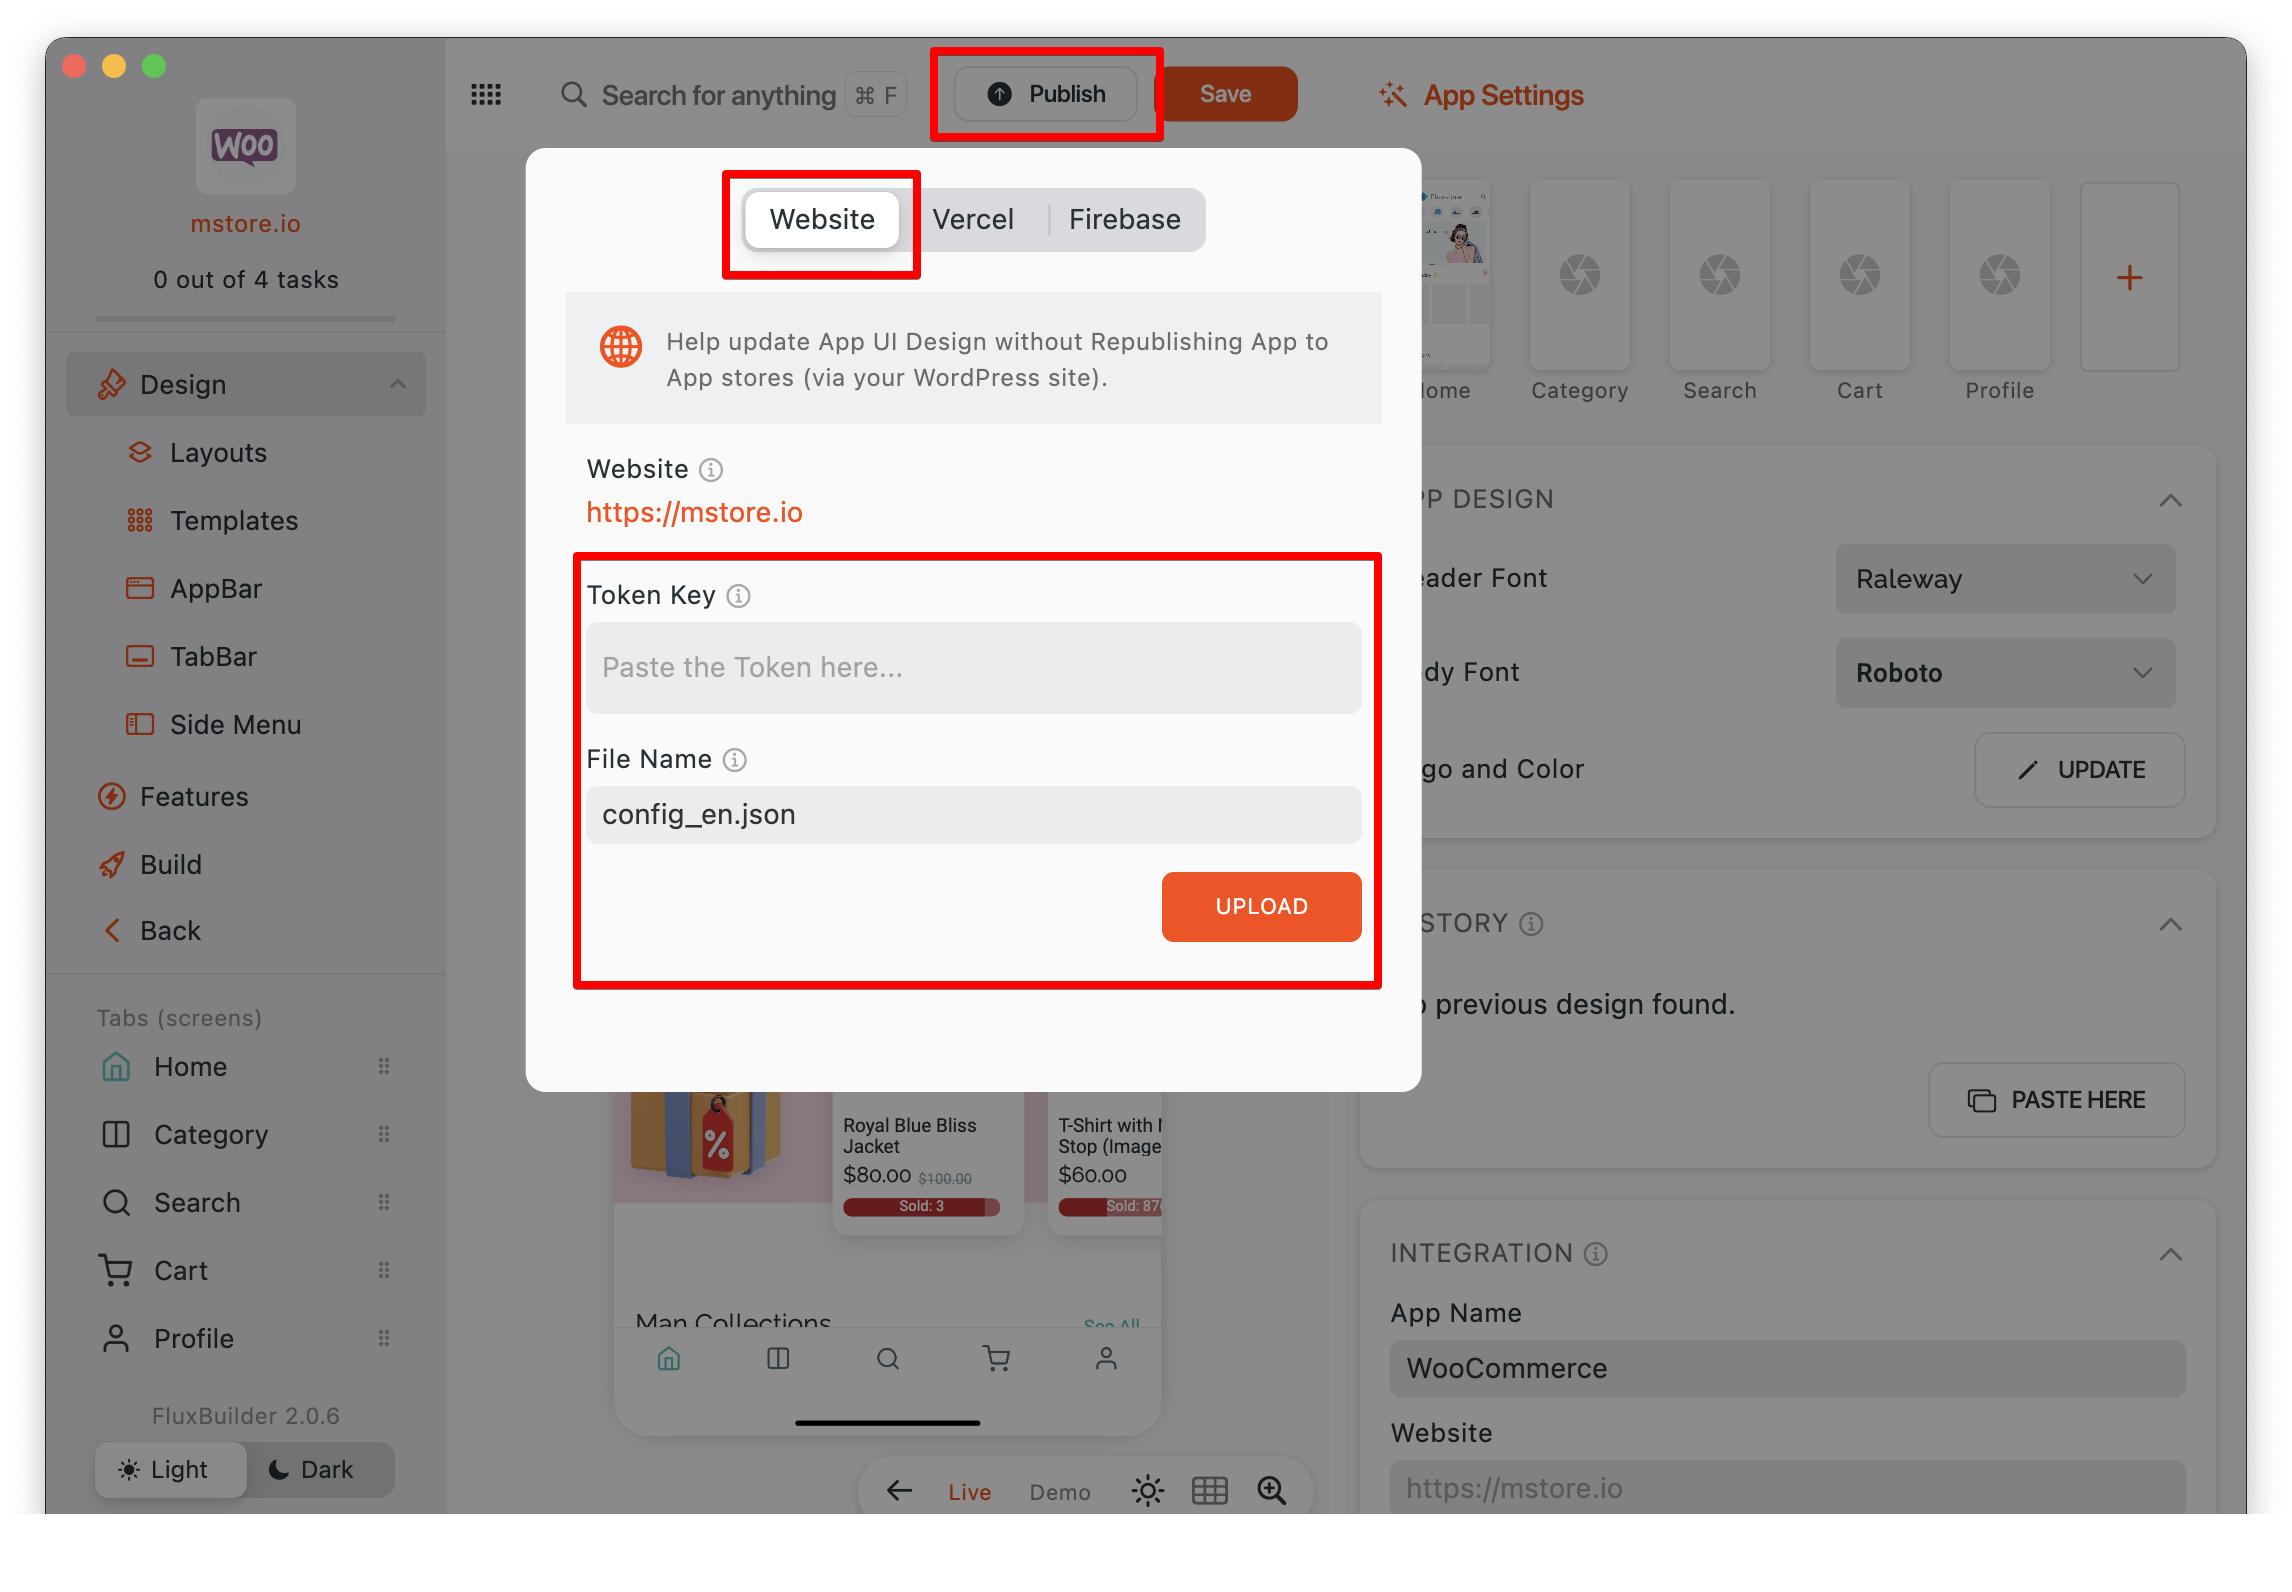 Woo
mstore.io
0 out of 4 tasks
Design
Layouts
Templates
AppBar
TabBar
Side Menu
Features
Build
Back
Tabs (screens)
Home
Category
Search
Cart
Profile
FluxBuilder 2.0.6
Light
Dark
Search for anything
⌘ F
Publish
Save
App Settings
Website
Vercel
Firebase
Help update App UI Design without Republishing App to
App stores (via your WordPress site).
Website
https://mstore.io
Token Key
Paste the Token here...
File Name
config_en.json
UPLOAD
Royal Blue Bliss
Jacket
$80.00 $100.00
Sold: 3
T-Shirt with
Stop (Image
$60.00
Sold: 87
Man Collections
See All
Live
Demo
ome
Category
Search
Cart
Profile
P DESIGN
ader Font
Raleway
dy Font
Roboto
go and Color
UPDATE
STORY
previous design found.
PASTE HERE
INTEGRATION
App Name
WooCommerce
Website
https://mstore.io